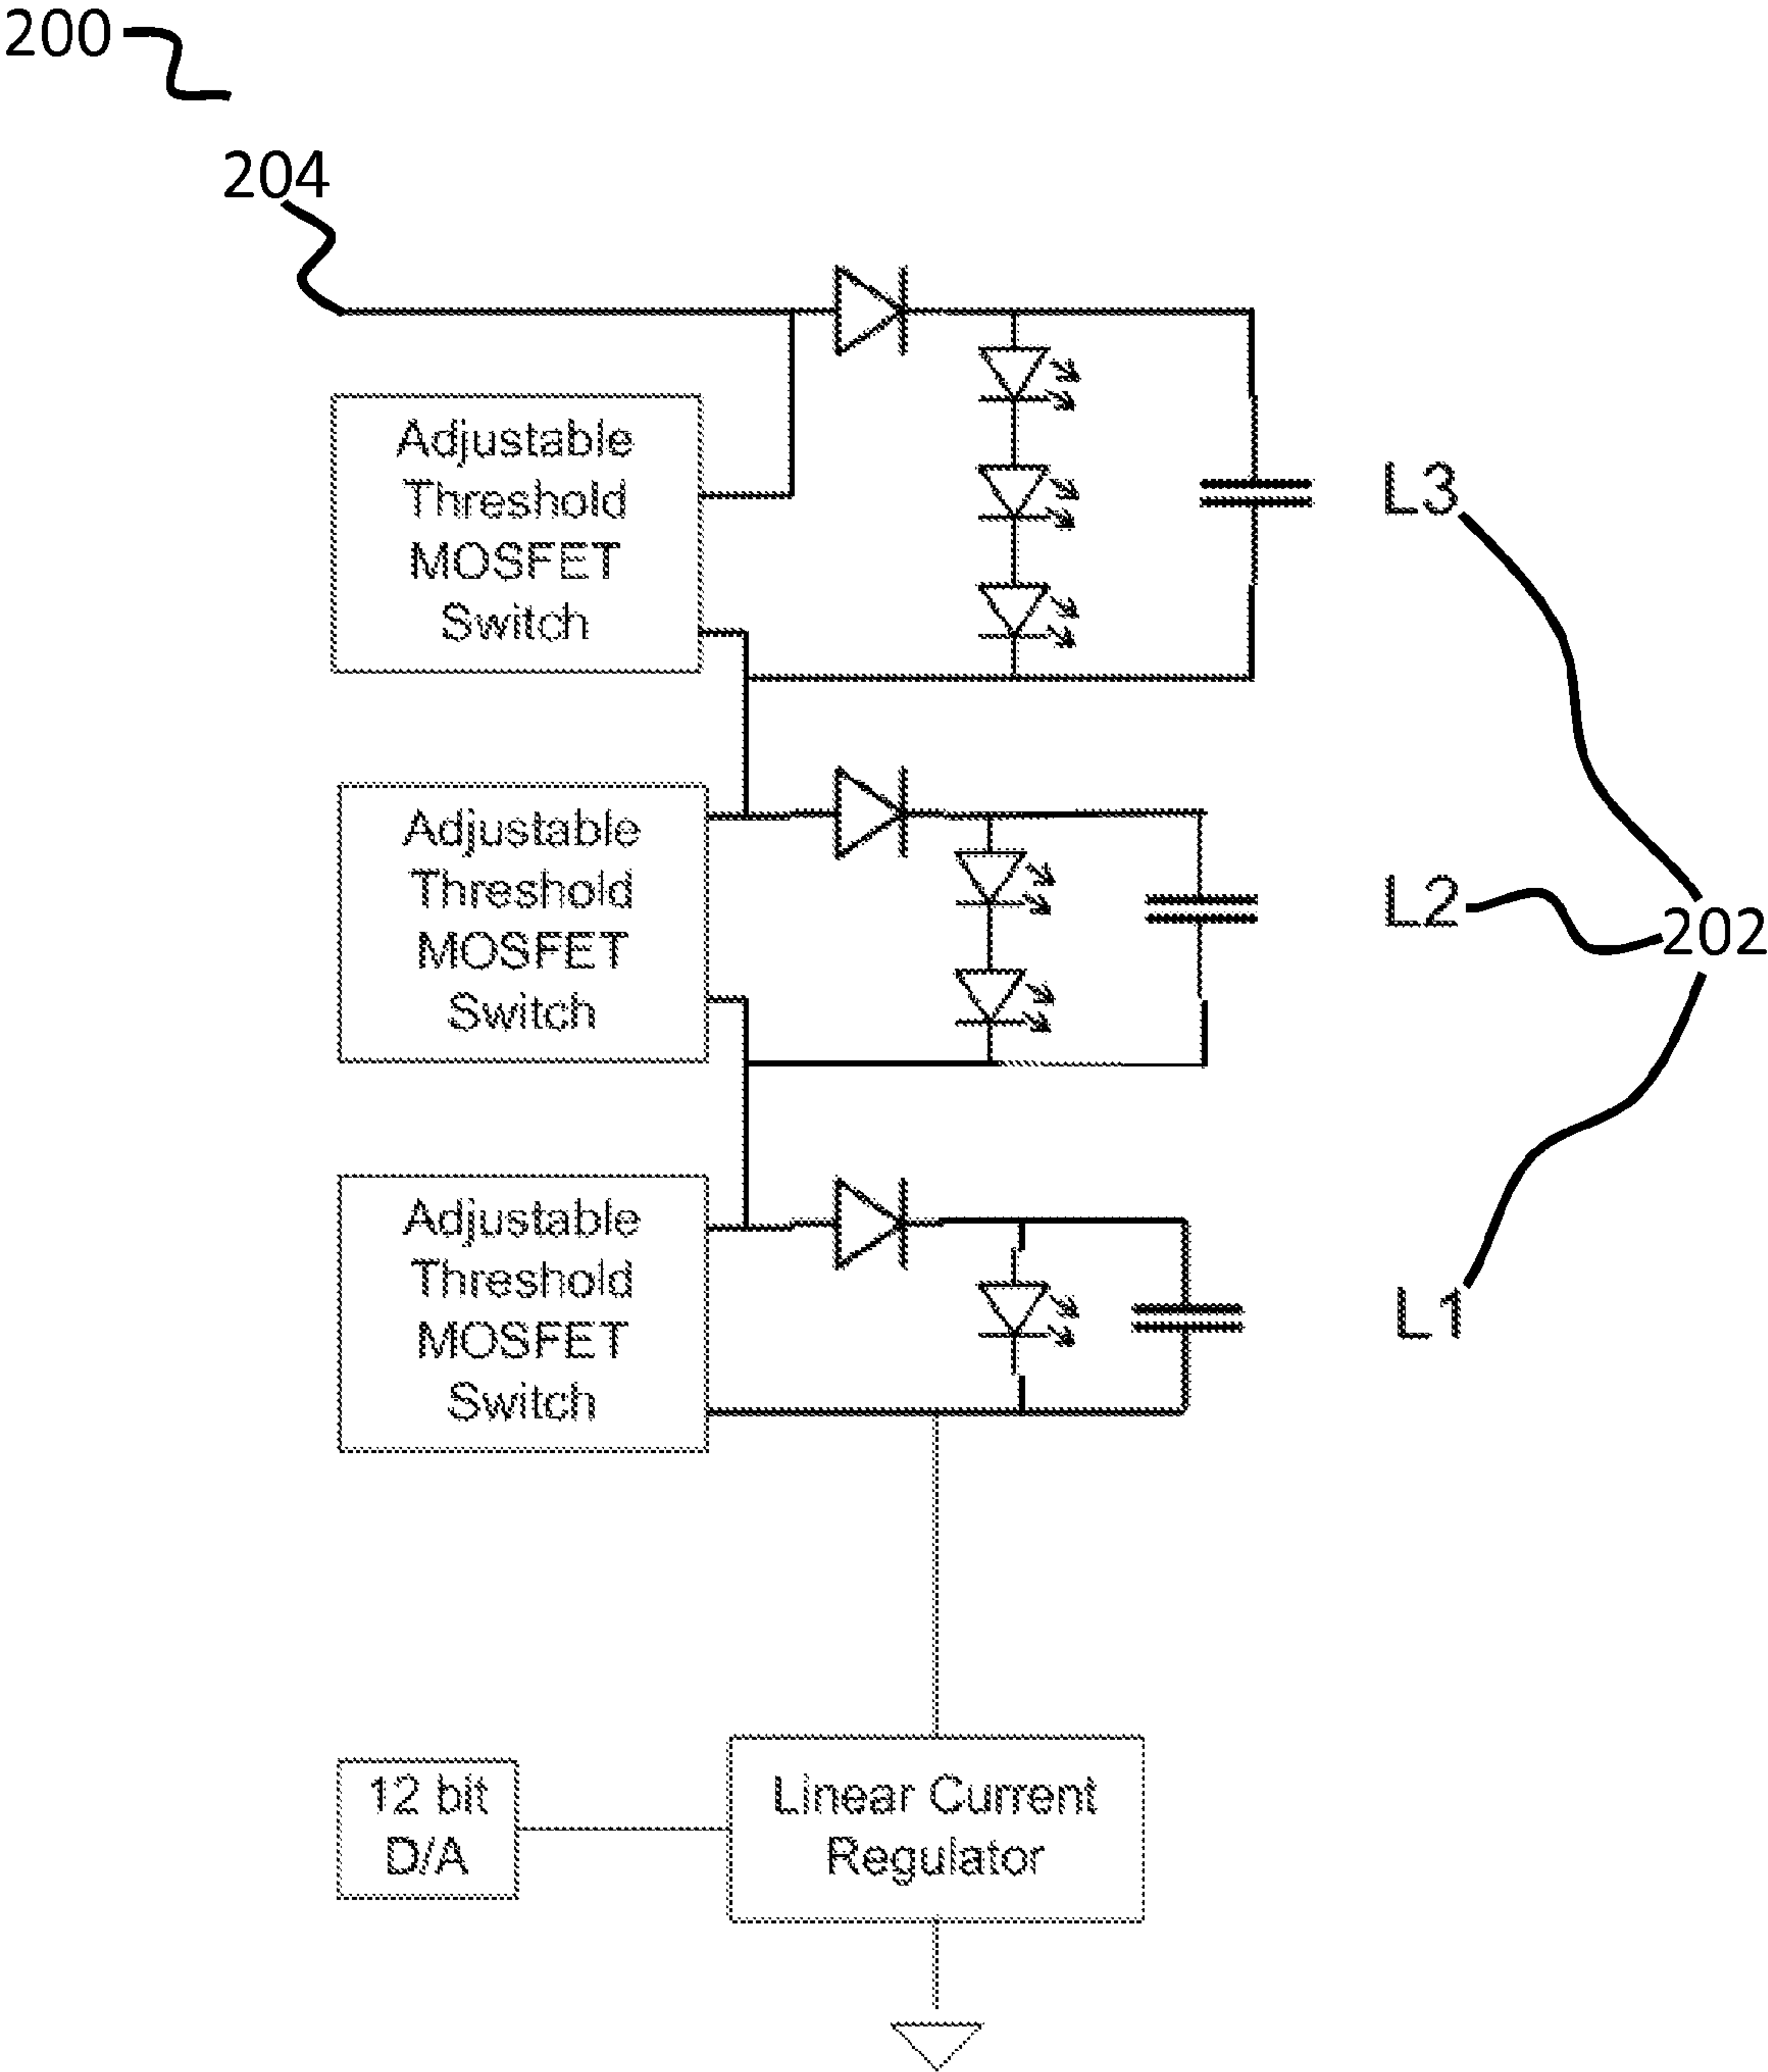 200
204
Adjustable
Threshold
MOSFET
Switch
L3
Adjustable
Threshold
MOSFET
Switch
L2
202
Adjustable
Threshold
MOSFET
Switch
L1
12 bit
D/A
Linear Current
Regulator